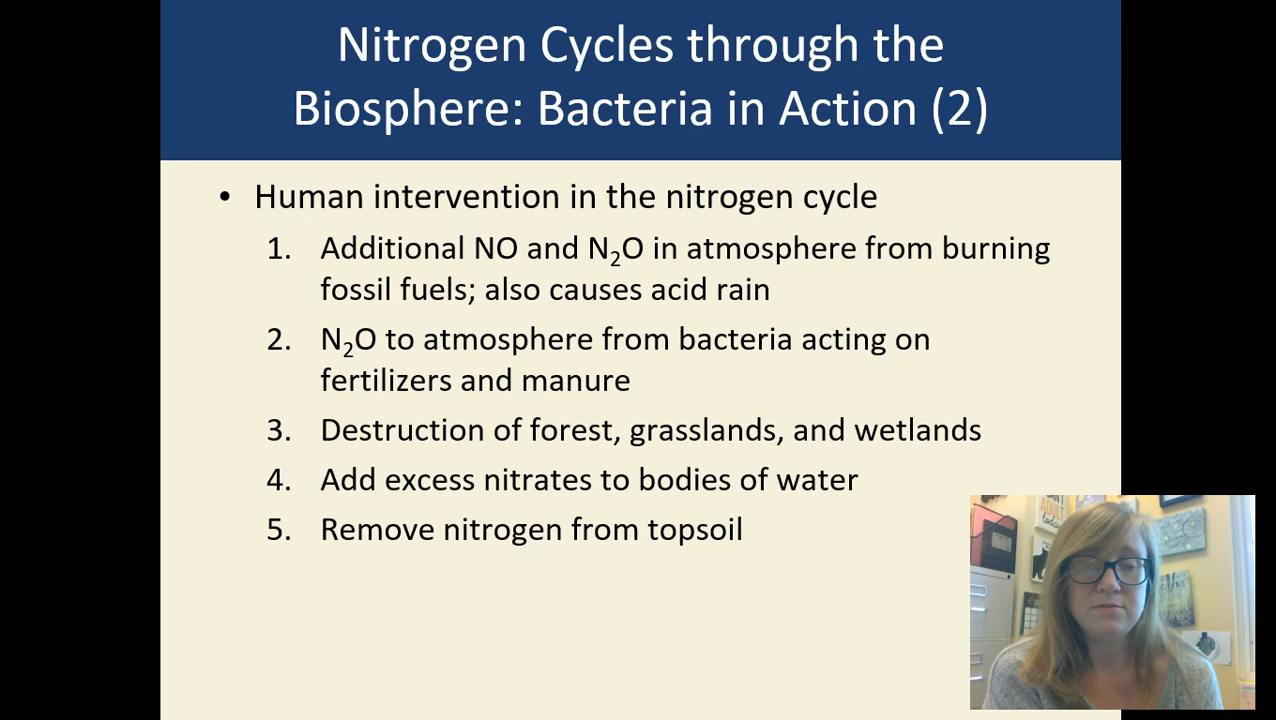 Nitrogen Cycles through the
Biosphere: Bacteria in Action (2)
• Human intervention in the nitrogen cycle
1. Additional NO and N₂O in atmosphere from burning
fossil fuels; also causes acid rain
2. N₂O to atmosphere from bacteria acting on
fertilizers and manure
3. Destruction of forest, grasslands, and wetlands
4. Add excess nitrates to bodies of water
5. Remove nitrogen from topsoil
today